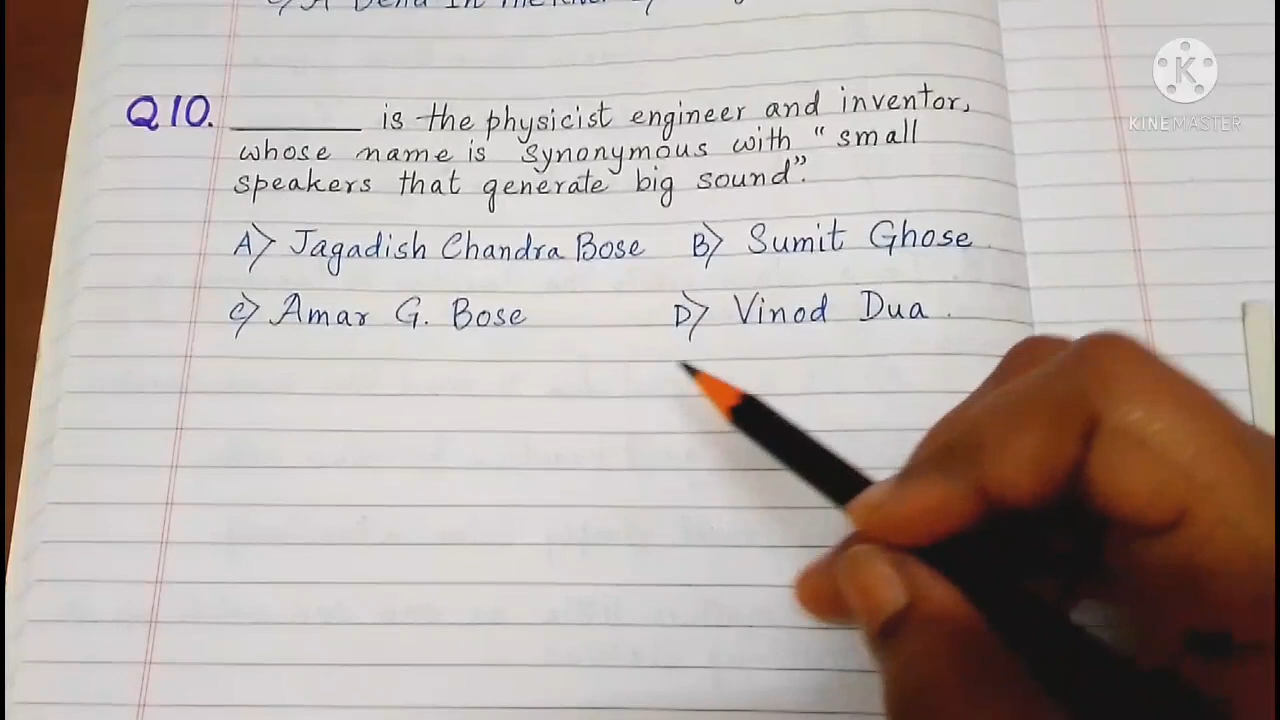 Q10. ______ is the physicist engineer and inventor,
whose name is synonymous with "small
speakers that generate big sound".
A) Jagadish Chandra Bose B) Sumit Ghose
C) Amar G. Bose D) Vinod Dua.
K
KINEMASTER